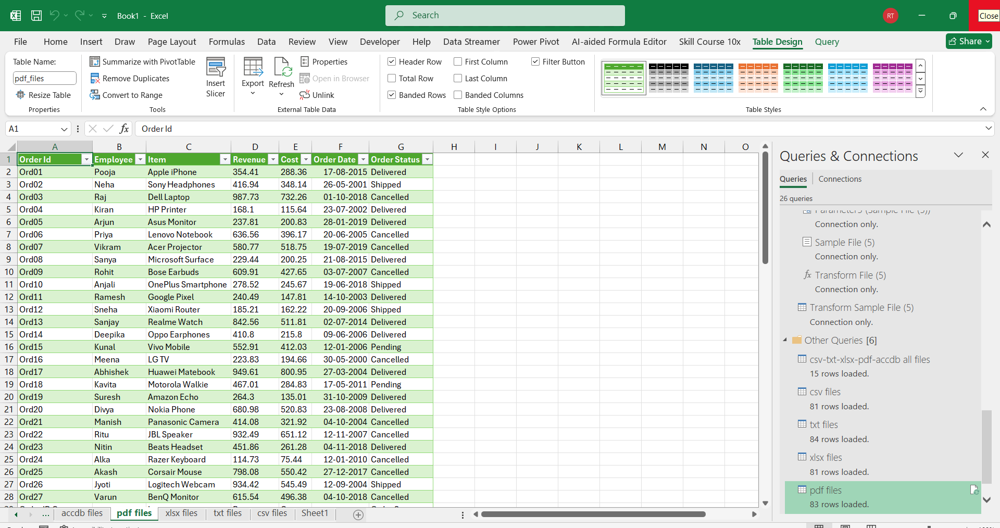 Book1 - Excel
Search
RT
Close
File Home Insert Draw Page Layout Formulas Data Review View Developer Help Data Streamer Power Pivot AI-aided Formula Editor Skill Course 10x Table Design Query Share
Table Name:
pdf_files
Resize Table
Properties
Summarize with PivotTable
Remove Duplicates
Convert to Range
Tools
Insert Slicer
Export
Refresh
Properties
Open in Browser
Unlink
External Table Data
Header Row
Total Row
Banded Rows
First Column
Last Column
Banded Columns
Filter Button
Table Style Options
Table Styles
A1 fx Order Id
A B C D E F G H I J K L M N O
1 Order Id Employee Item Revenue Cost Order Date Order Status
2 Ord01 Pooja Apple iPhone 354.41 288.36 17-08-2015 Delivered
3 Ord02 Neha Sony Headphones 416.94 348.14 26-05-2001 Shipped
4 Ord03 Raj Dell Laptop 987.73 732.26 01-10-2018 Cancelled
5 Ord04 Kiran HP Printer 168.1 115.64 23-07-2002 Delivered
6 Ord05 Arjun Asus Monitor 237.81 200.83 28-01-2019 Delivered
7 Ord06 Priya Lenovo Notebook 636.56 396.17 20-06-2005 Cancelled
8 Ord07 Vikram Acer Projector 580.77 518.75 19-07-2019 Cancelled
9 Ord08 Sanya Microsoft Surface 229.44 200.25 21-08-2015 Delivered
10 Ord09 Rohit Bose Earbuds 609.91 427.65 03-07-2007 Cancelled
11 Ord10 Anjali OnePlus Smartphone 278.52 245.67 19-06-2018 Shipped
12 Ord11 Ramesh Google Pixel 240.49 147.81 14-10-2003 Delivered
13 Ord12 Sneha Xiaomi Router 185.21 162.22 20-09-2006 Shipped
14 Ord13 Sanjay Realme Watch 842.56 511.81 02-07-2014 Delivered
15 Ord14 Deepika Oppo Earphones 410.8 215.8 09-06-2006 Delivered
16 Ord15 Kunal Vivo Mobile 552.91 412.03 12-01-2006 Pending
17 Ord16 Meena LG TV 223.83 194.66 30-05-2000 Cancelled
18 Ord17 Abhishek Huawei Matebook 949.61 800.95 27-03-2004 Delivered
19 Ord18 Kavita Motorola Walkie 467.01 284.83 17-05-2011 Pending
20 Ord19 Suresh Amazon Echo 264.3 135.01 31-10-2009 Delivered
21 Ord20 Divya Nokia Phone 680.98 520.83 23-08-2008 Delivered
22 Ord21 Manish Panasonic Camera 414.08 321.92 04-10-2004 Cancelled
23 Ord22 Ritu JBL Speaker 932.49 651.12 12-11-2007 Cancelled
24 Ord23 Nitin Beats Headset 451.86 261.28 04-11-2018 Delivered
25 Ord24 Alka Razer Keyboard 114.73 75.44 12-01-2010 Cancelled
26 Ord25 Akash Corsair Mouse 798.08 550.42 27-12-2017 Cancelled
27 Ord26 Jyoti Logitech Webcam 934.42 545.49 12-09-2004 Shipped
28 Ord27 Varun BenQ Monitor 615.54 496.38 04-10-2018 Cancelled
... accdb files pdf files xlsx files txt files csv files Sheet1
Queries & Connections
Queries Connections
26 queries
Connection only.
Sample File (5)
Connection only.
fx Transform File (5)
Connection only.
Transform Sample File (5)
Connection only.
Other Queries [6]
csv-txt-xlsx-pdf-accdb all files
15 rows loaded.
csv files
81 rows loaded.
txt files
84 rows loaded.
xlsx files
81 rows loaded.
pdf files
83 rows loaded.